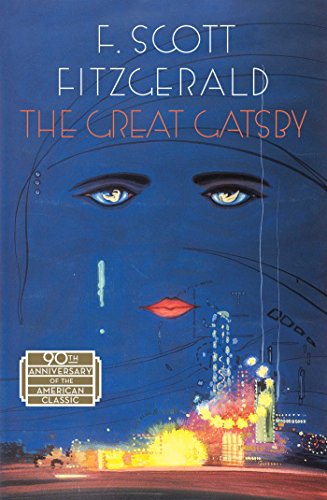 F. SCOTT
FITZGERALD
THE GREAT GATSBY
90TH
ANNIVERSARY
OF THE
AMERICAN
CLASSIC